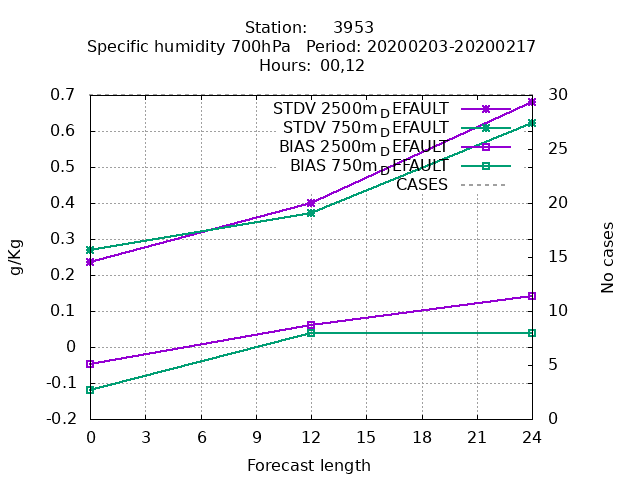 Station: 3953
Specific humidity 700hPa Period: 20200203-20200217
Hours: 00,12
STDV 2500m_DEFAULT
STDV 750m_DEFAULT
BIAS 2500m_DEFAULT
BIAS 750m_DEFAULT
CASES
g/Kg
0.7
0.6
0.5
0.4
0.3
0.2
0.1
0
-0.1
-0.2
30
25
20
15
10
5
0
No cases
0 3 6 9 12 15 18 21 24
Forecast length